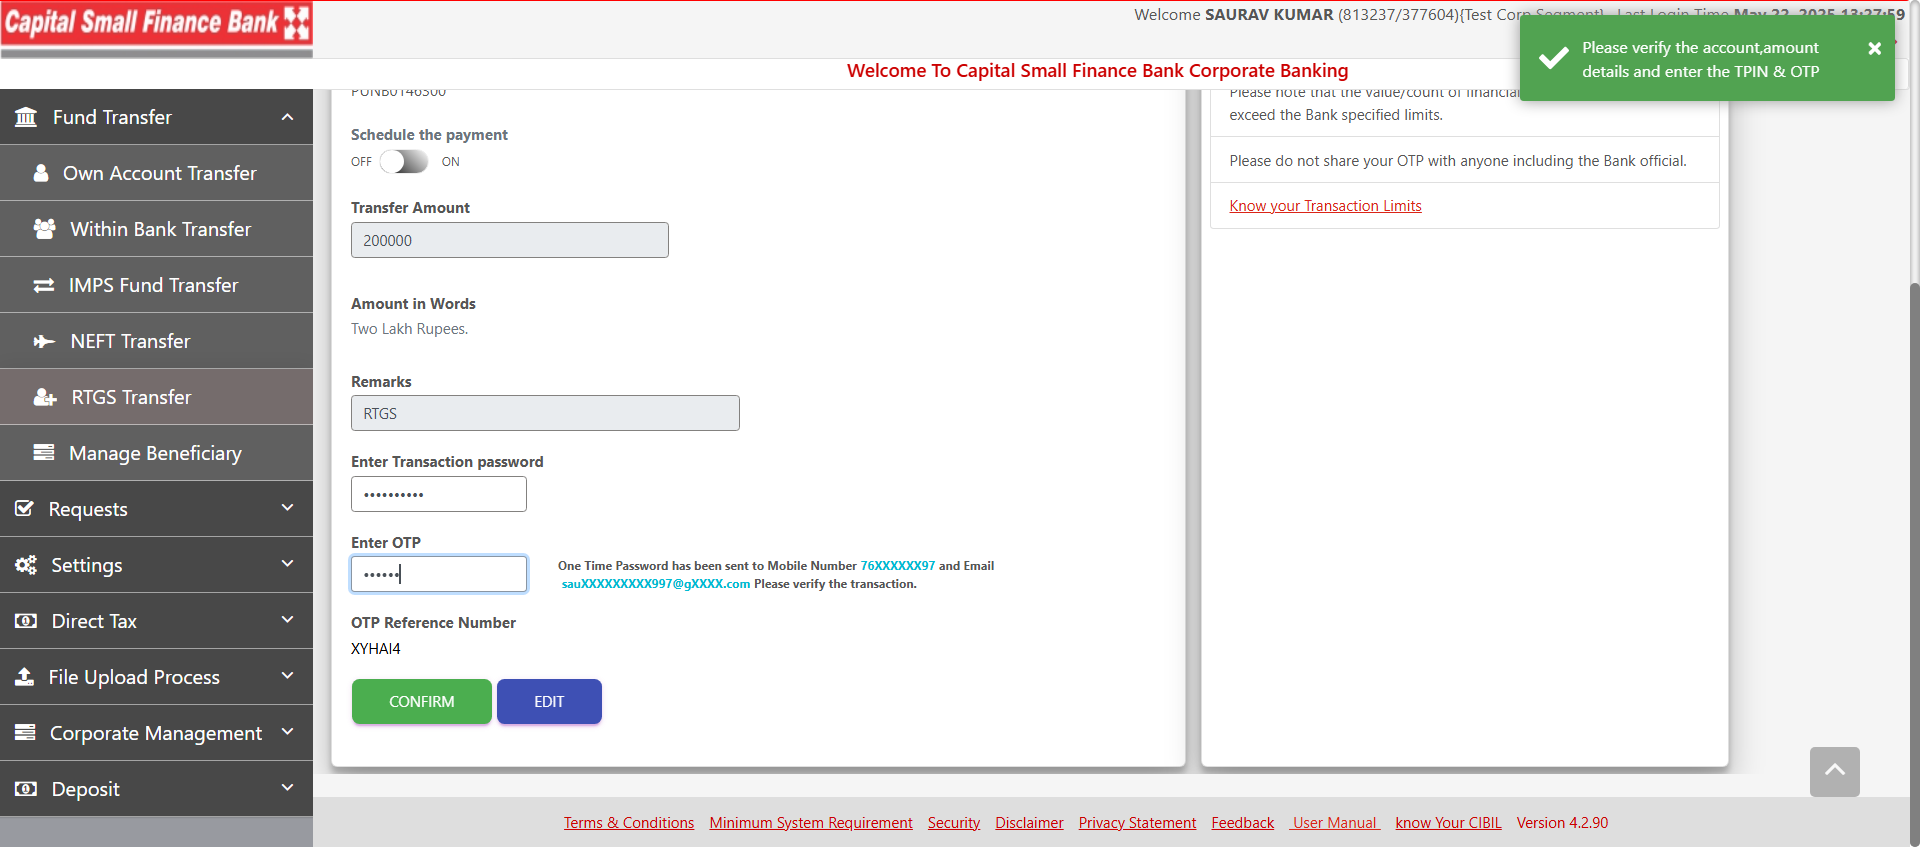 Capital Small Finance Bank
Welcome SAURAV KUMAR (813237/377604){Test Corp Segment} Last Login Time May 22, 2025 13:27:59
Please verify the account,amount
details and enter the TPIN & OTP
Welcome To Capital Small Finance Bank Corporate Banking
Fund Transfer
Own Account Transfer
Within Bank Transfer
IMPS Fund Transfer
NEFT Transfer
RTGS Transfer
Manage Beneficiary
Requests
Settings
Direct Tax
File Upload Process
Corporate Management
Deposit
PUNB0146300
Schedule the payment
OFF ON
Transfer Amount
200000
Amount in Words
Two Lakh Rupees.
Remarks
RTGS
Enter Transaction password
••••••••••
Enter OTP
••••••
One Time Password has been sent to Mobile Number 76XXXXXX97 and Email
sauXXXXXXXXX997@gXXXX.com Please verify the transaction.
OTP Reference Number
XYHAI4
CONFIRM
EDIT
Please note that the value/count of financial
exceed the Bank specified limits.
Please do not share your OTP with anyone including the Bank official.
Know your Transaction Limits
Terms & Conditions Minimum System Requirement Security Disclaimer Privacy Statement Feedback User Manual know Your CIBIL Version 4.2.90